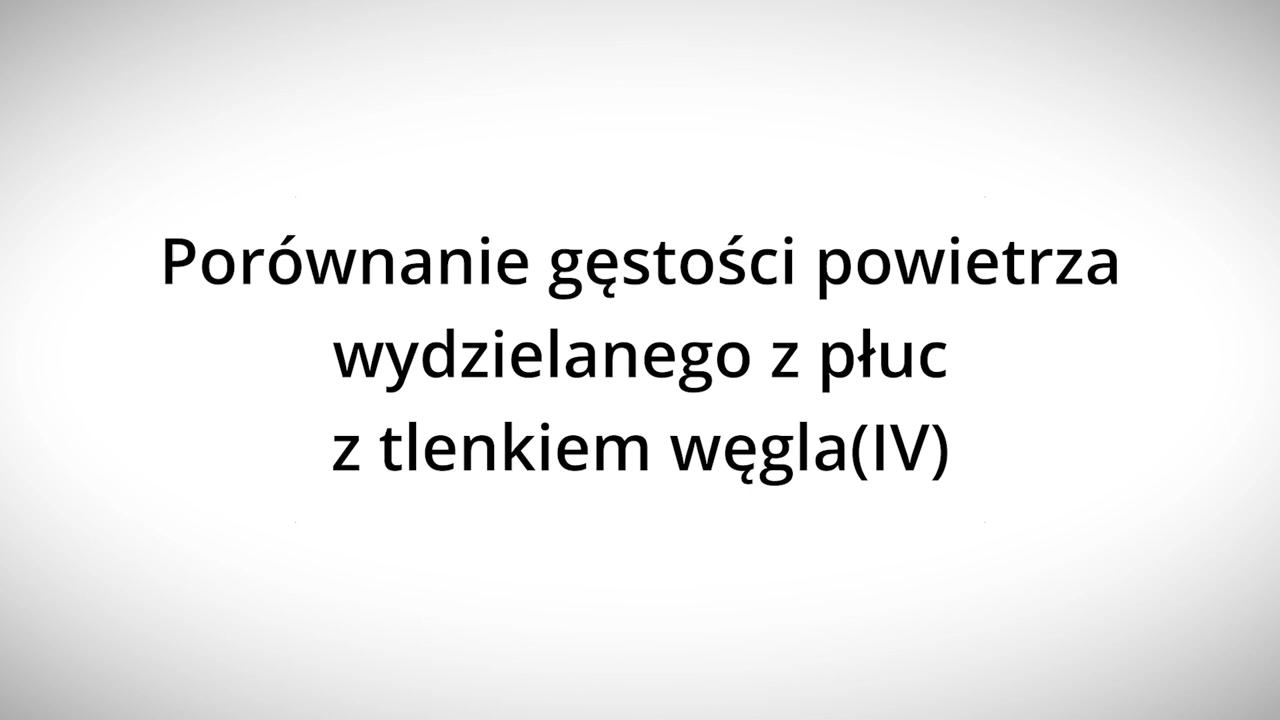 Porównanie gęstości powietrza
wydzielanego z płuc
z tlenkiem węgla(IV)